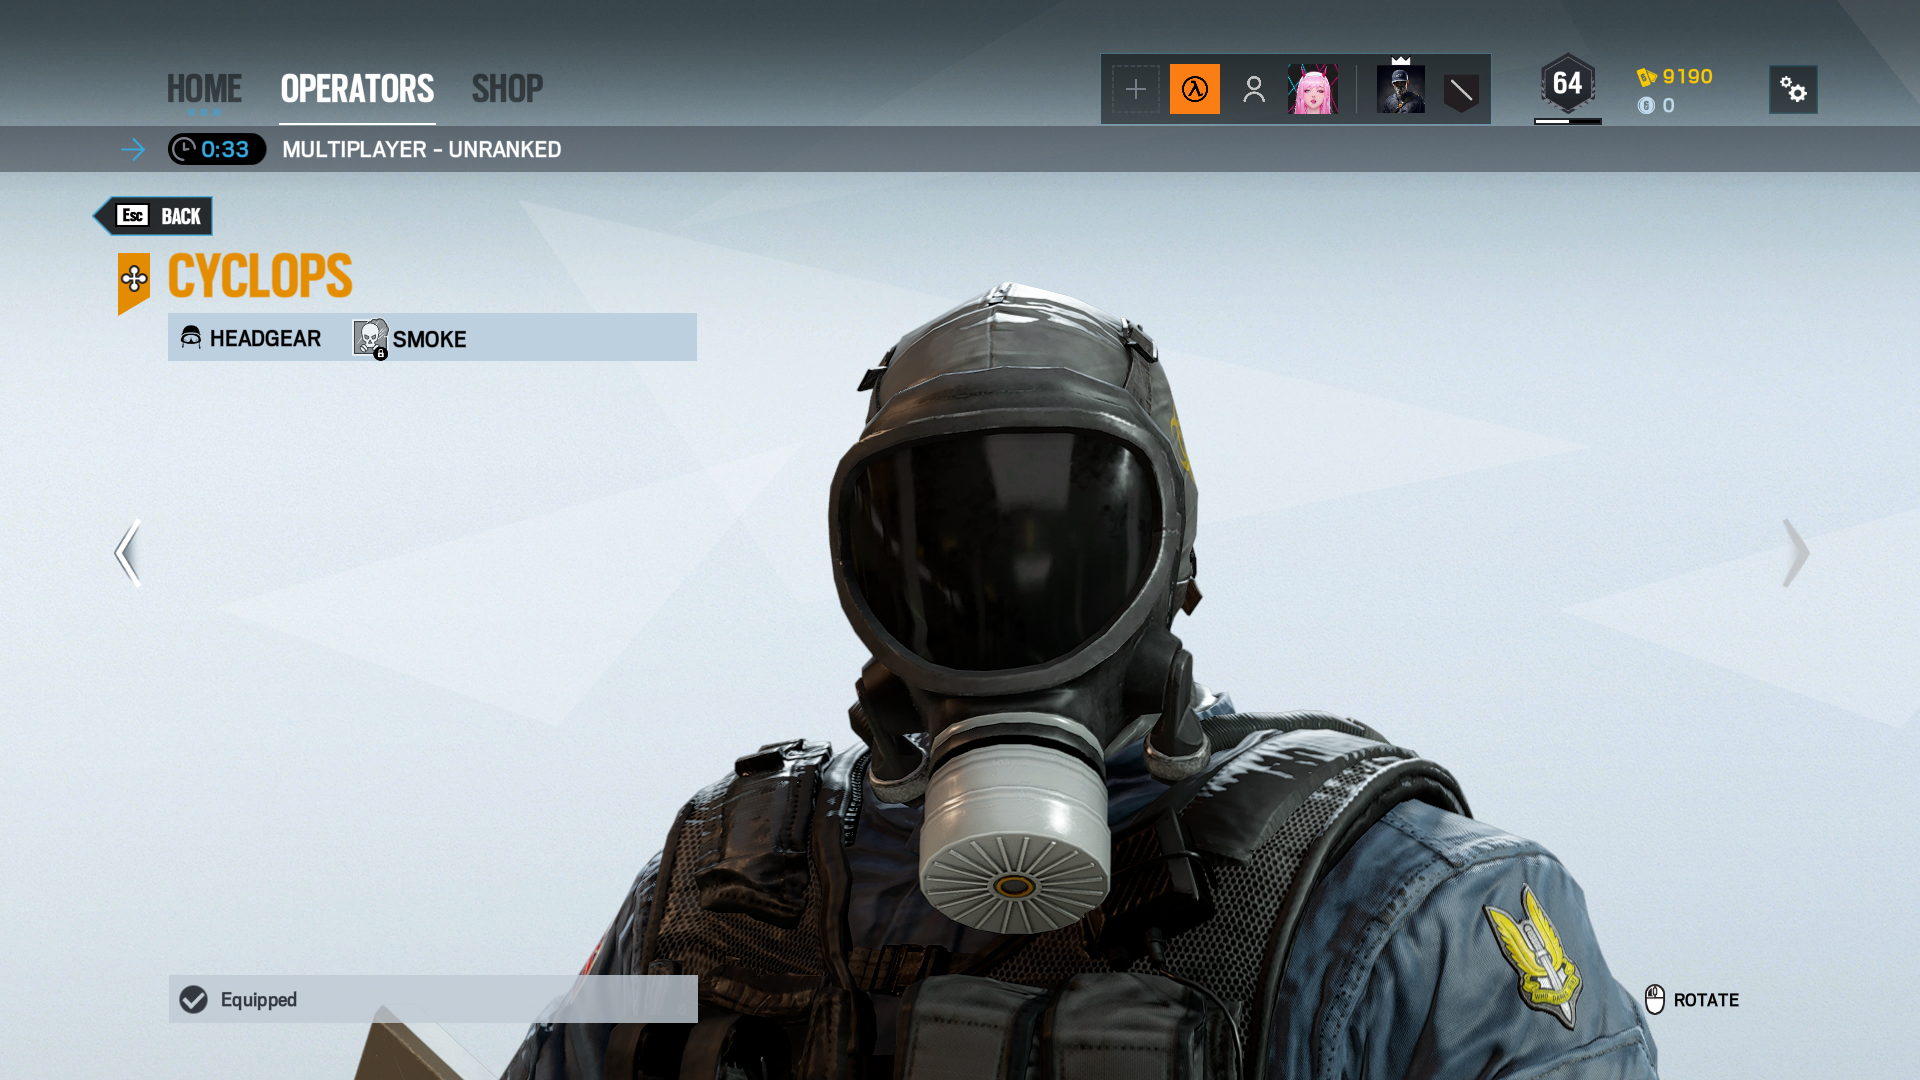 HOME OPERATORS SHOP
64
9190
0
0:33 MULTIPLAYER - UNRANKED
Esc BACK
CYCLOPS
HEADGEAR SMOKE
Equipped
ROTATE